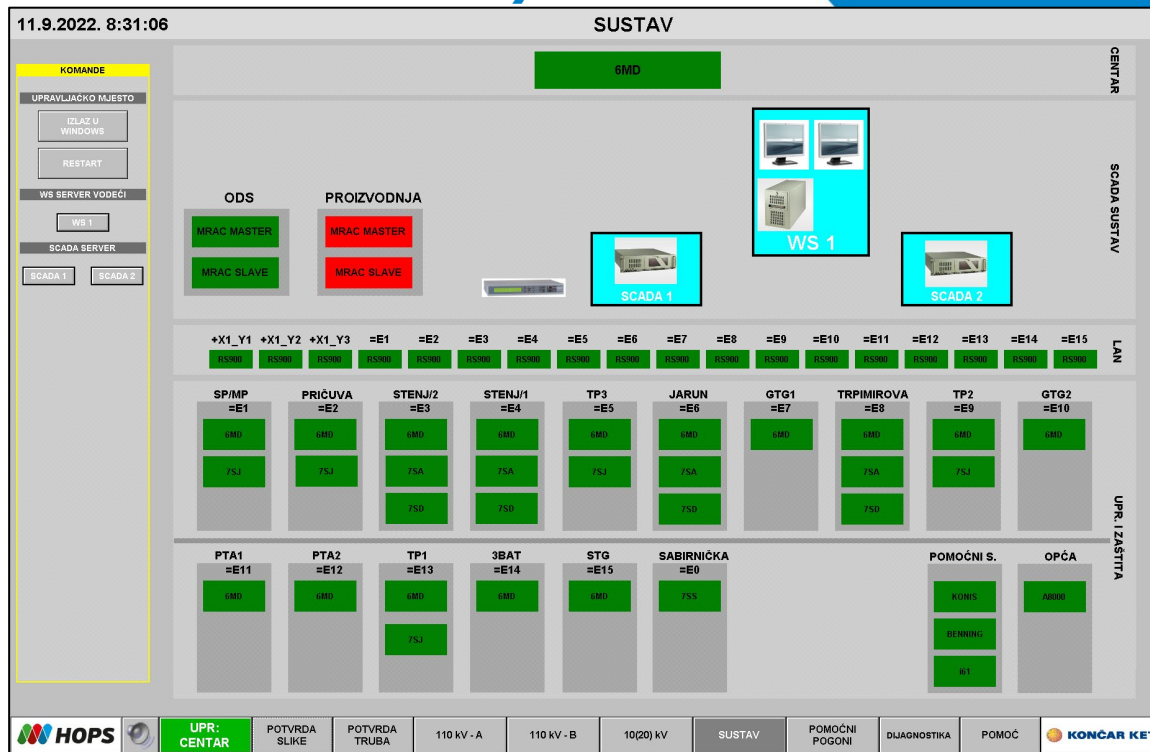 11.9.2022. 8:31:06
SUSTAV
KOMANDE
UPRAVLJAČKO MJESTO
IZLAZ U
WINDOWS
RESTART
WS SERVER VODEĆI
WS 1
SCADA SERVER
SCADA 1 SCADA 2
6MD
CENTAR
ODS PROIZVODNJA
MRAC MASTER MRAC MASTER
MRAC SLAVE MRAC SLAVE
WS 1
SCADA 1 SCADA 2
SCADA SUSTAV
+X1_Y1 +X1_Y2 +X1_Y3 =E1 =E2 =E3 =E4 =E5 =E6 =E7 =E8 =E9 =E10 =E11 =E12 =E13 =E14 =E15
RS900 RS900 RS900 RS900 RS900 RS900 RS900 RS900 RS900 RS900 RS900 RS900 RS900 RS900 RS900 RS900 RS900 RS900
LAN
SP/MP PRIČUVA STENJ/2 STENJ/1 TP3 JARUN GTG1 TRPIMIROVA TP2 GTG2
=E1 =E2 =E3 =E4 =E5 =E6 =E7 =E8 =E9 =E10
6MD 6MD 6MD 6MD 6MD 6MD 6MD 6MD 6MD 6MD
7SJ 7SJ 7SA 7SA 7SJ 7SA 7SA 7SJ
7SD 7SD 7SD 7SD
UPR. I ZAŠTITA
PTA1 PTA2 TP1 3BAT STG SABIRNIČKA POMOĆNI S. OPĆA
=E11 =E12 =E13 =E14 =E15 =E0
6MD 6MD 6MD 6MD 6MD 7SS KONIS A8000
7SJ BENNING
i61
HOPS
UPR:
CENTAR
POTVRDA
SLIKE
POTVRDA
TRUBA
110 kV - A
110 kV - B
10(20) kV
SUSTAV
POMOĆNI
POGONI
DIJAGNOSTIKA
POMOĆ
KONČAR KET